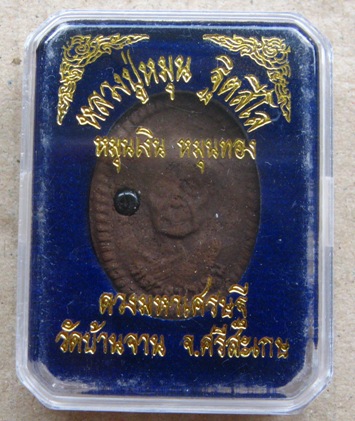 หลวงปู่หมุน ฐิตสีโล
หมุนเงิน หมุนทอง
ดวงมหาเศรษฐี
วัดบ้านจาน จ.ศรีสะเกษ